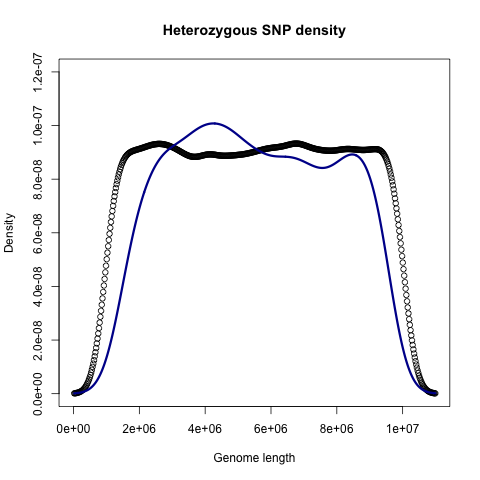 Heterozygous SNP density
1.2e-07
1.0e-07
8.0e-08
6.0e-08
4.0e-08
2.0e-08
0.0e+00
Density
0e+00 2e+06 4e+06 6e+06 8e+06 1e+07
Genome length